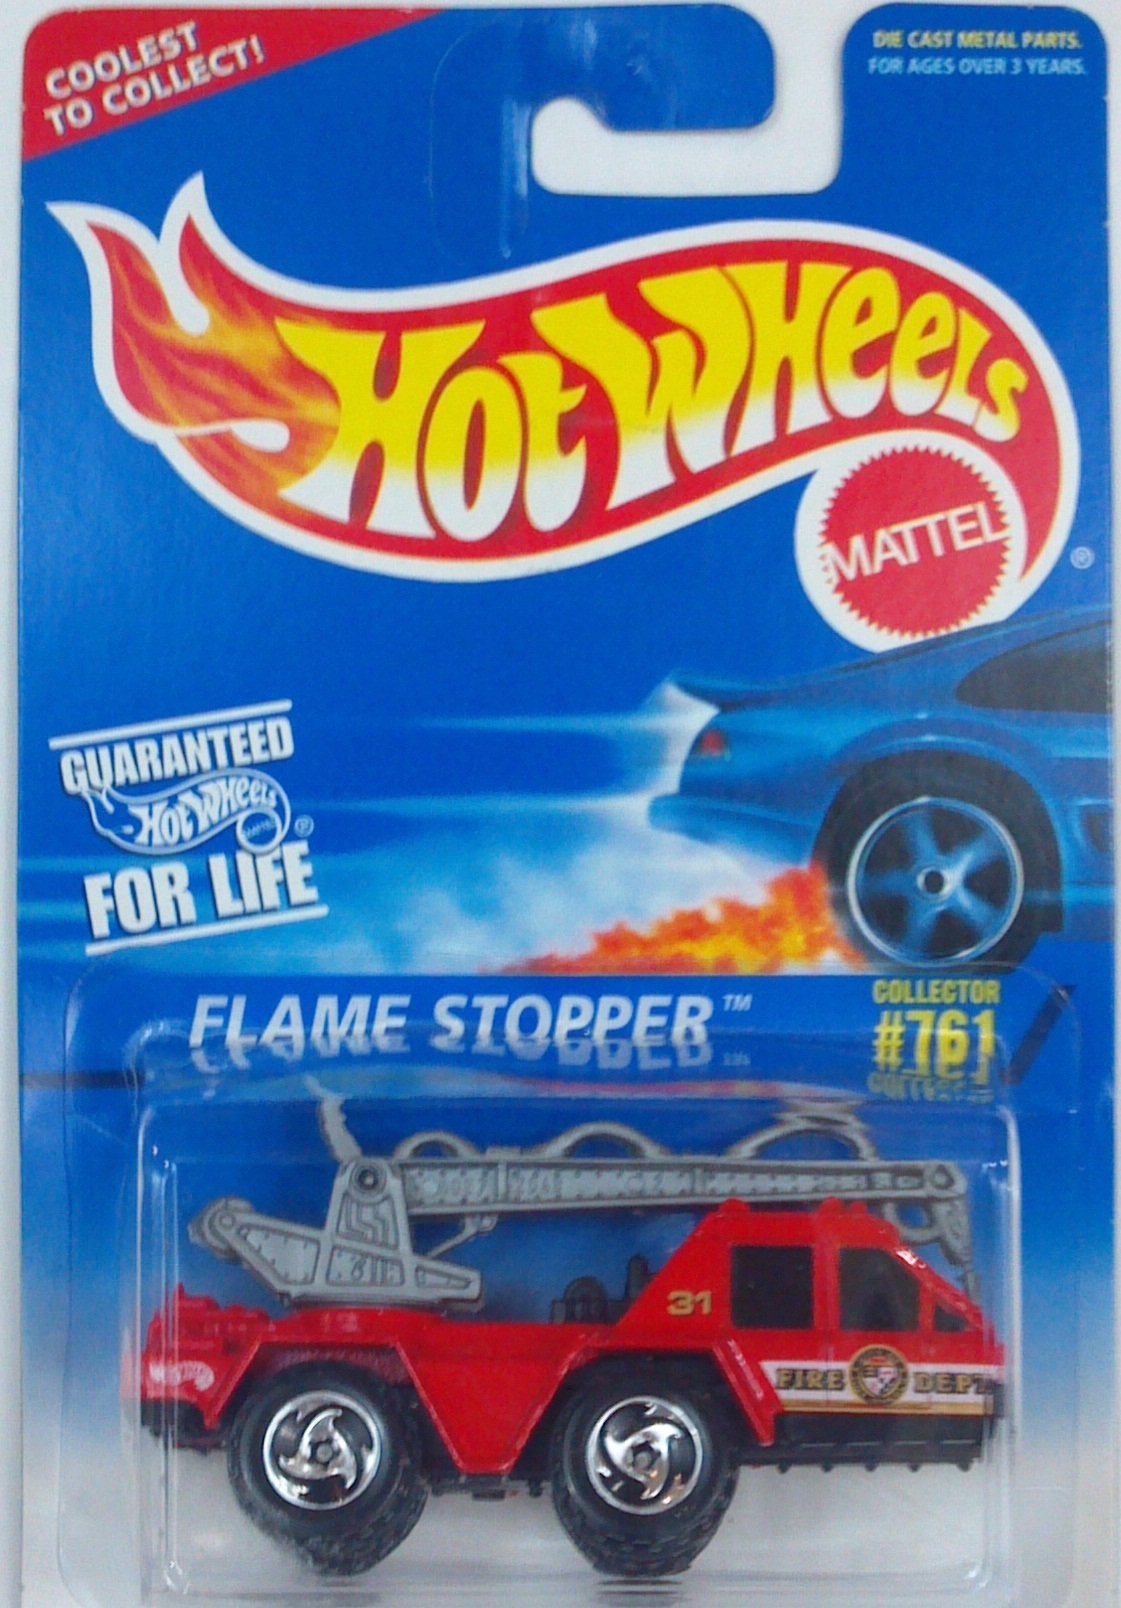 COOLEST
TO COLLECT!
DIE CAST METAL PARTS.
FOR AGES OVER 3 YEARS.
HOT WHEELS
MATTEL
®
GUARANTEED
HOT WHEELS
MATTEL ®
FOR LIFE
FLAME STOPPER™
COLLECTOR
#761
31
FIRE DEPT